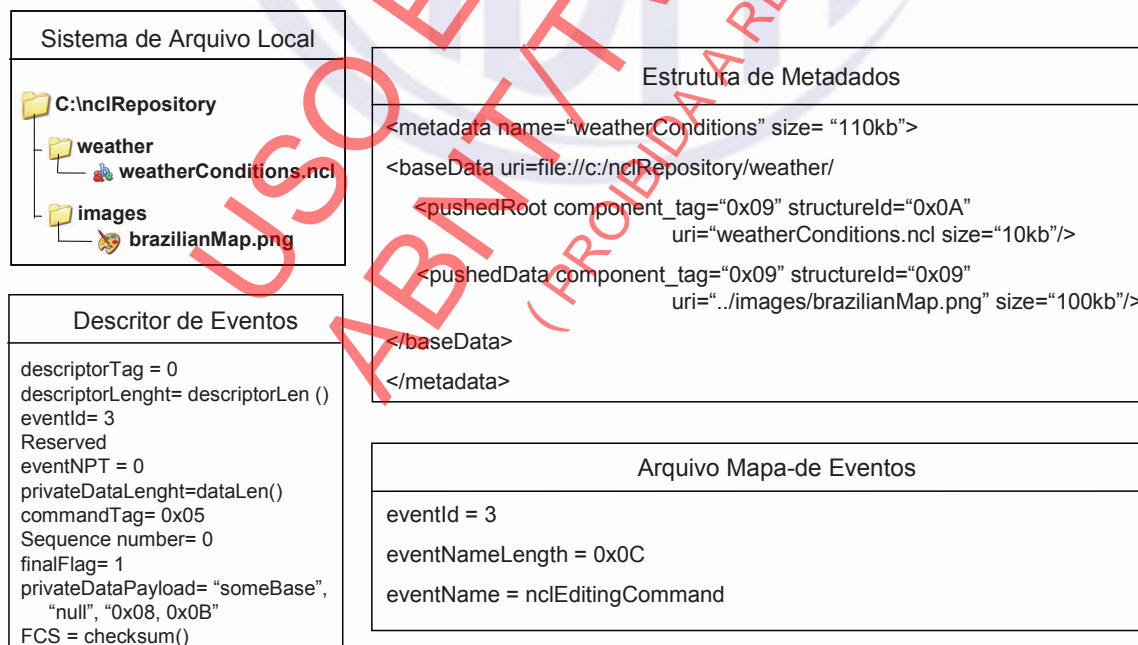 Sistema de Arquivo Local
C:\nclRepository
weather
weatherConditions.ncl
images
brazilianMap.png
Descritor de Eventos
descriptorTag = 0
descriptorLenght= descriptorLen ()
eventId= 3
Reserved
eventNPT = 0
privateDataLenght=dataLen()
commandTag= 0x05
Sequence number= 0
finalFlag= 1
privateDataPayload= “someBase”,
“null”, “0x08, 0x0B”
FCS = checksum()
Estrutura de Metadados
<metadata name=“weatherConditions” size= “110kb”>
<baseData uri=file://c:/nclRepository/weather/
<pushedRoot component_tag=“0x09” structureId=“0x0A”
uri=“weatherConditions.ncl size=“10kb”/>
<pushedData component_tag=“0x09” structureId=“0x09”
uri=“../images/brazilianMap.png” size=“100kb”/>
</baseData>
</metadata>
Arquivo Mapa-de Eventos
eventId = 3
eventNameLength = 0x0C
eventName = nclEditingCommand
USO E
ABNT/T
( PROIBIDA A RE